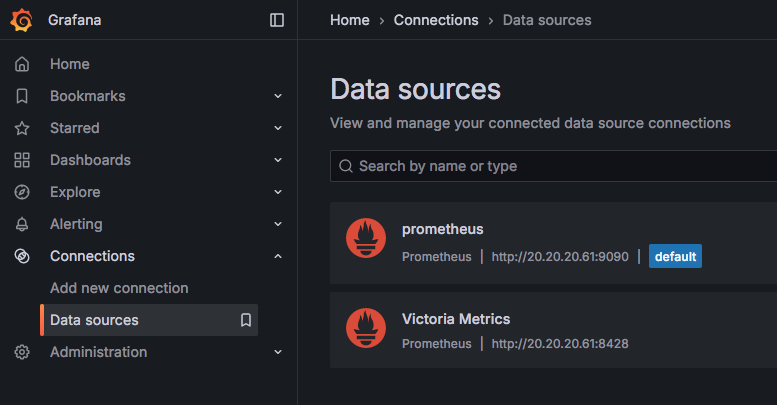 Grafana
Home › Connections › Data sources
Home
Bookmarks
Starred
Dashboards
Explore
Alerting
Connections
Add new connection
Data sources
Administration
Data sources
View and manage your connected data source connections
Search by name or type
prometheus
Prometheus | http://20.20.20.61:9090 | default
Victoria Metrics
Prometheus | http://20.20.20.61:8428